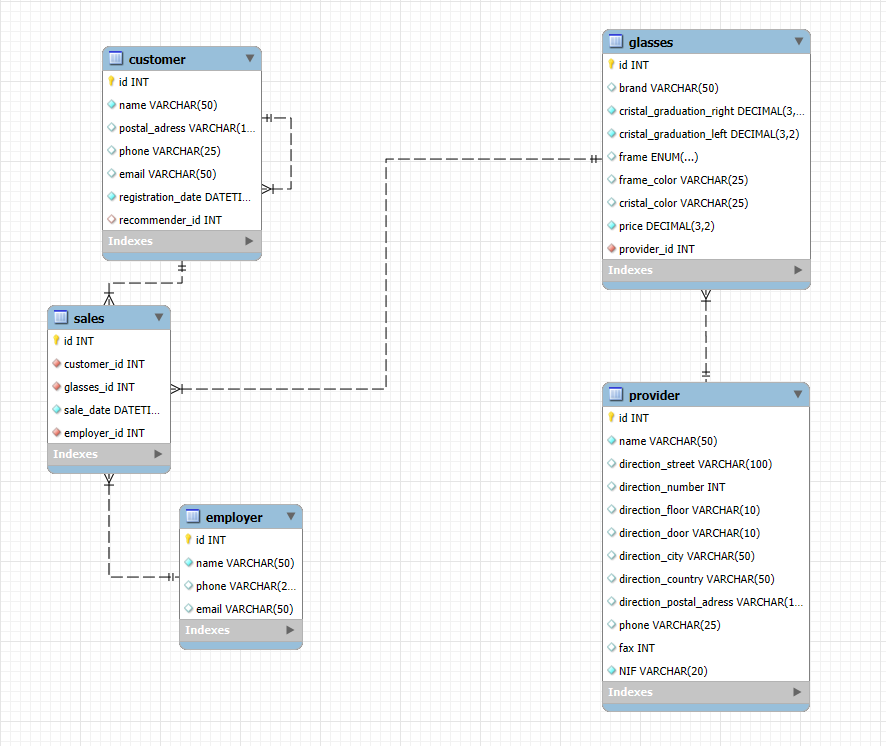 customer
id INT
name VARCHAR(50)
postal_adress VARCHAR(1...
phone VARCHAR(25)
email VARCHAR(50)
registration_date DATETI...
recommender_id INT
Indexes
sales
id INT
customer_id INT
glasses_id INT
sale_date DATETI...
employer_id INT
Indexes
employer
id INT
name VARCHAR(50)
phone VARCHAR(2...
email VARCHAR(50)
Indexes
glasses
id INT
brand VARCHAR(50)
cristal_graduation_right DECIMAL(3,...
cristal_graduation_left DECIMAL(3,2)
frame ENUM(...)
frame_color VARCHAR(25)
cristal_color VARCHAR(25)
price DECIMAL(3,2)
provider_id INT
Indexes
provider
id INT
name VARCHAR(50)
direction_street VARCHAR(100)
direction_number INT
direction_floor VARCHAR(10)
direction_door VARCHAR(10)
direction_city VARCHAR(50)
direction_country VARCHAR(50)
direction_postal_adress VARCHAR(1...
phone VARCHAR(25)
fax INT
NIF VARCHAR(20)
Indexes